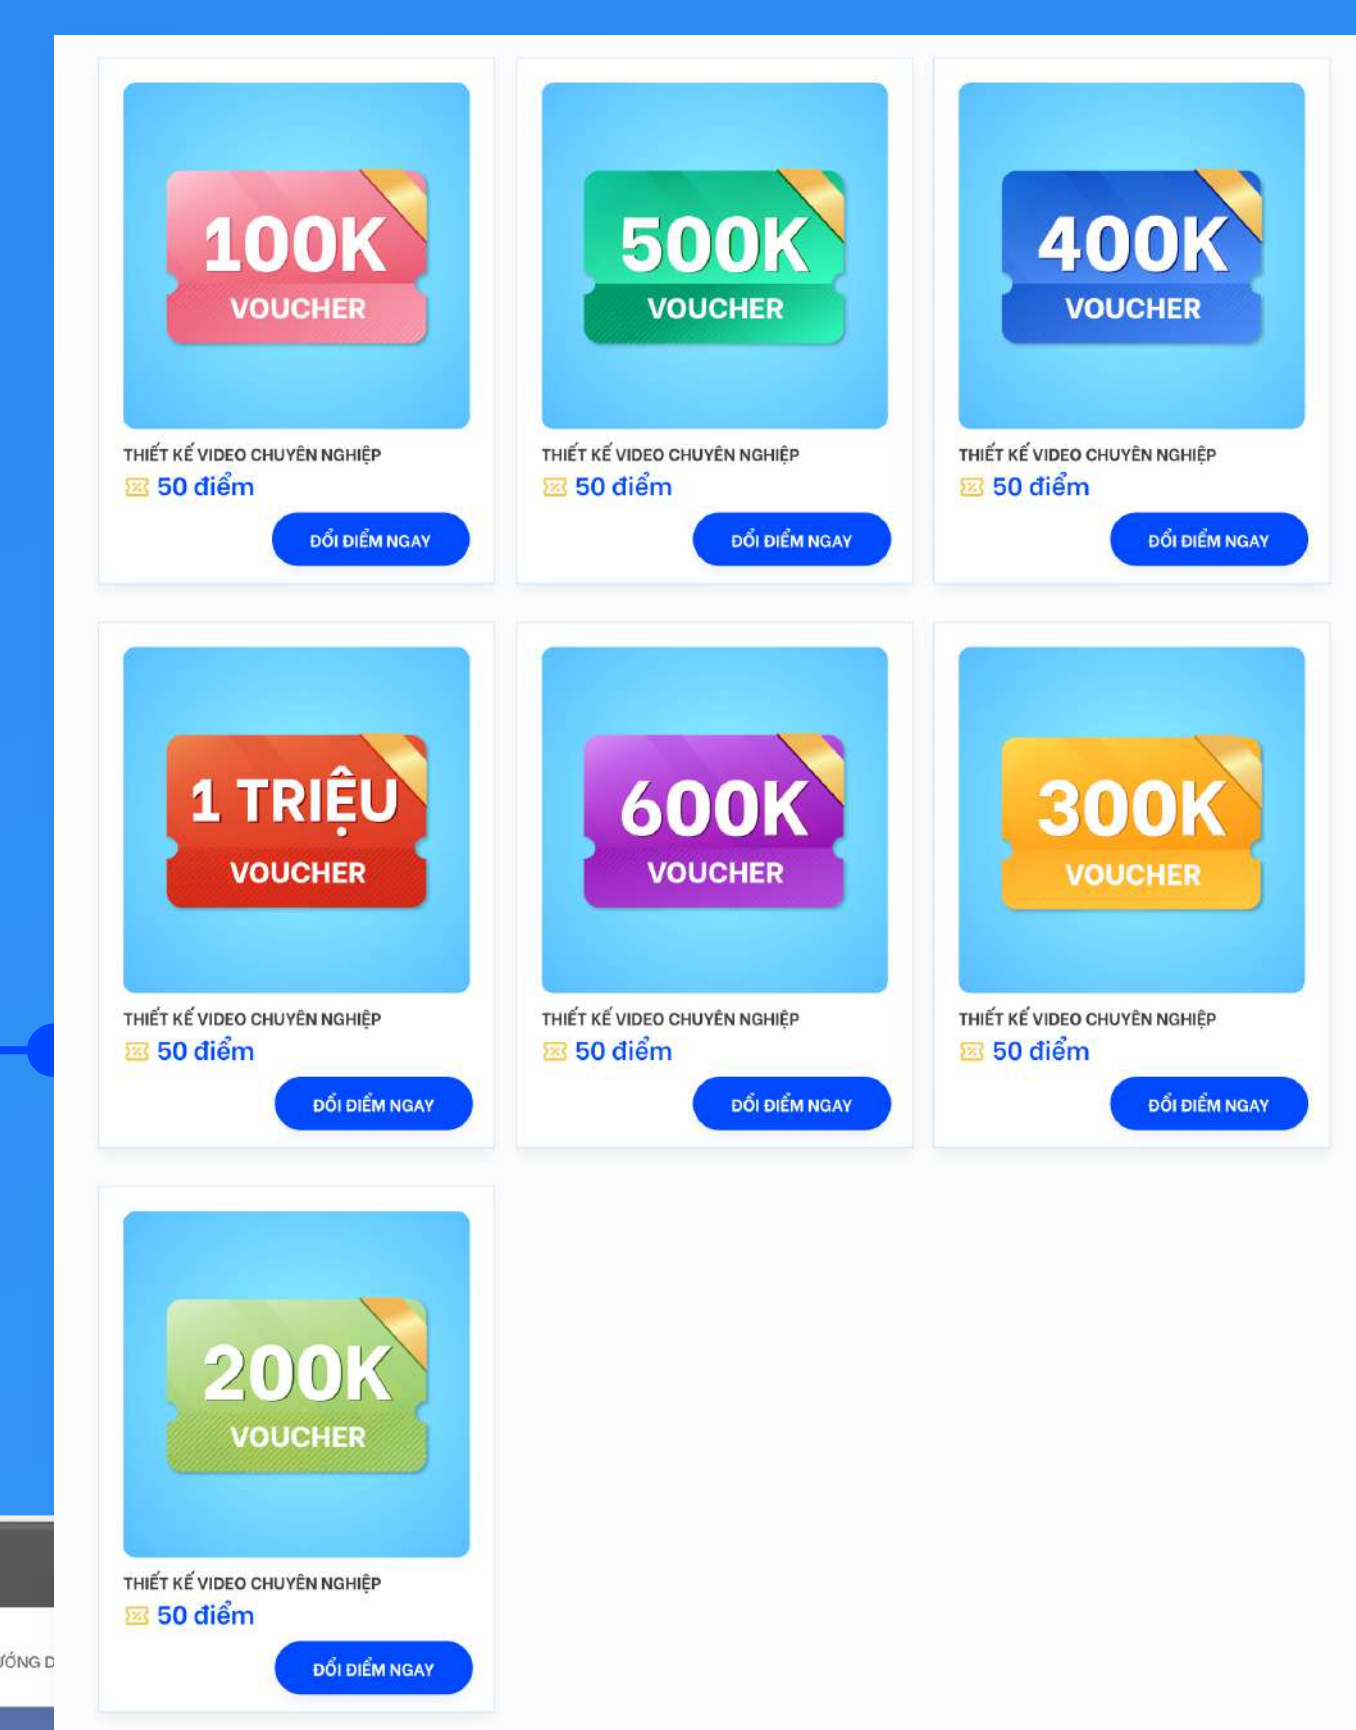 100K
VOUCHER
THIẾT KẾ VIDEO CHUYÊN NGHIỆP
50 điểm
ĐỔI ĐIỂM NGAY
500K
VOUCHER
THIẾT KẾ VIDEO CHUYÊN NGHIỆP
50 điểm
ĐỔI ĐIỂM NGAY
400K
VOUCHER
THIẾT KẾ VIDEO CHUYÊN NGHIỆP
50 điểm
ĐỔI ĐIỂM NGAY
1 TRIỆU
VOUCHER
THIẾT KẾ VIDEO CHUYÊN NGHIỆP
50 điểm
ĐỔI ĐIỂM NGAY
600K
VOUCHER
THIẾT KẾ VIDEO CHUYÊN NGHIỆP
50 điểm
ĐỔI ĐIỂM NGAY
300K
VOUCHER
THIẾT KẾ VIDEO CHUYÊN NGHIỆP
50 điểm
ĐỔI ĐIỂM NGAY
200K
VOUCHER
THIẾT KẾ VIDEO CHUYÊN NGHIỆP
50 điểm
ĐỔI ĐIỂM NGAY